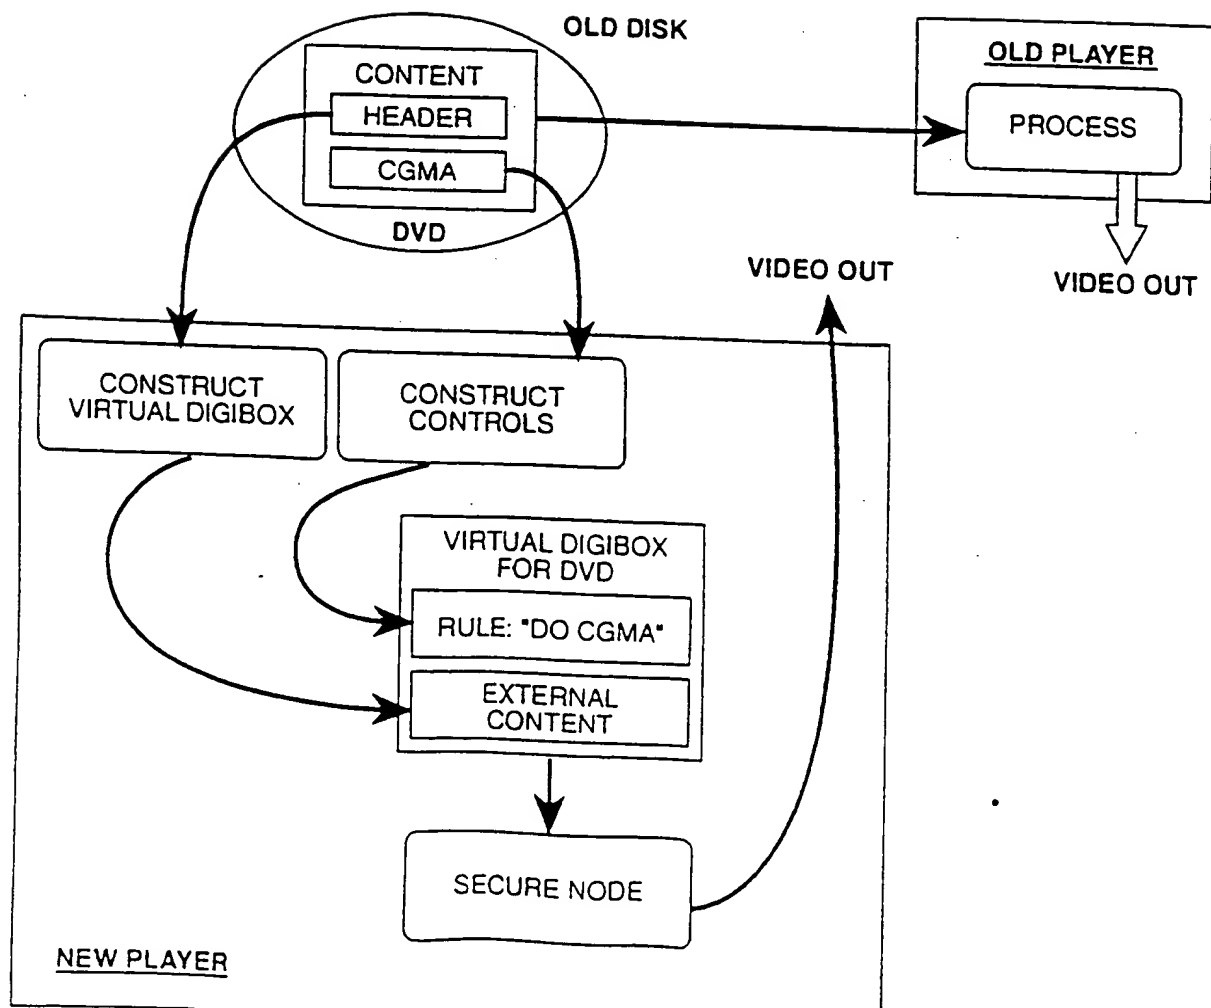 OLD DISK
CONTENT
HEADER
CGMA
DVD
OLD PLAYER
PROCESS
VIDEO OUT
VIDEO OUT
CONSTRUCT
VIRTUAL DIGIBOX
CONSTRUCT
CONTROLS
VIRTUAL DIGIBOX
FOR DVD
RULE: "DO CGMA"
EXTERNAL
CONTENT
SECURE NODE
NEW PLAYER